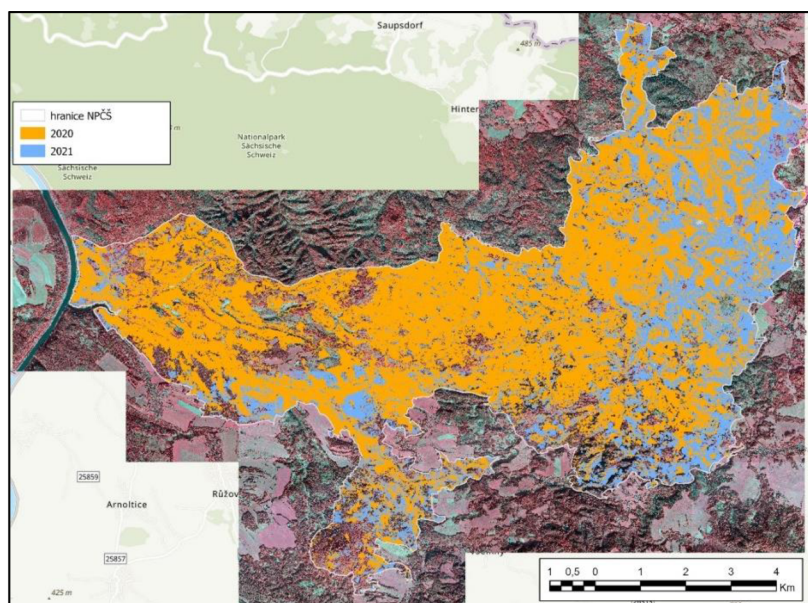 Saupsdorf
485 m
hranice NPČŠ
2020
2021
Hinter
Nationalpark
Sächsische
Schweiz
Sächsische
Schweiz
25859
Arnoltice
Růžov
25857
425 m
1 0,5 0 1 2 3 4
Km